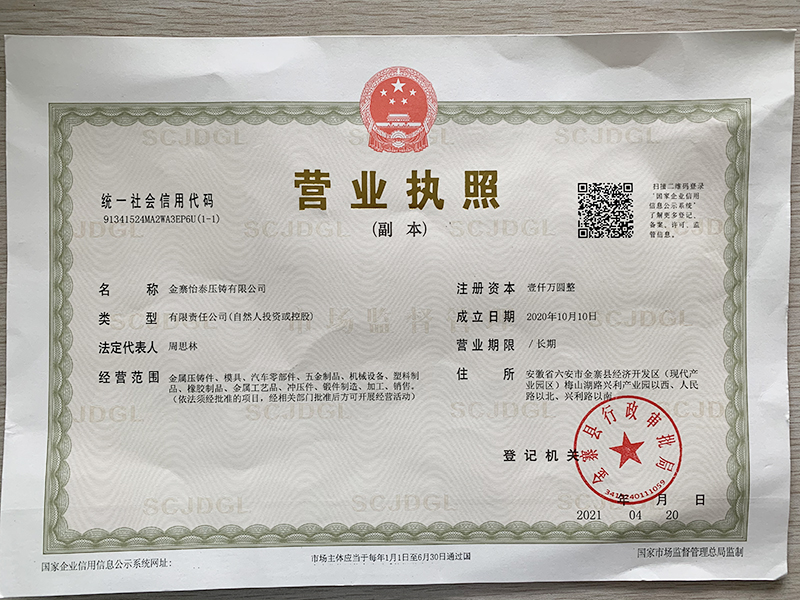 SCJDGL
营业执照
(副 本)
统一社会信用代码
91341524MA2WA3EP6U(1-1)
扫描二维码登录
“国家企业信用
信息公示系统”
了解更多登记、
备案、许可、监
管信息。
名 称 金寨怡泰压铸有限公司
类 型 有限责任公司(自然人投资或控股)
法定代表人 周思林
经营范围 金属压铸件、模具、汽车零部件、五金制品、机械设备、塑料制
品、橡胶制品、金属工艺品、冲压件、锻件制造、加工、销售。
(依法须经批准的项目，经相关部门批准后方可开展经营活动)
注册资本 壹仟万圆整
成立日期 2020年10月10日
营业期限 / 长期
住 所 安徽省六安市金寨县经济开发区（现代产
业园区）梅山湖路兴利产业园以西、人民
路以北、兴利路以南
市场监督
登记机关
金寨县行政审批局
年 月 日
2021 04 20
国家企业信用信息公示系统网址:
市场主体应当于每年1月1日至6月30日通过国
国家市场监督管理总局监制